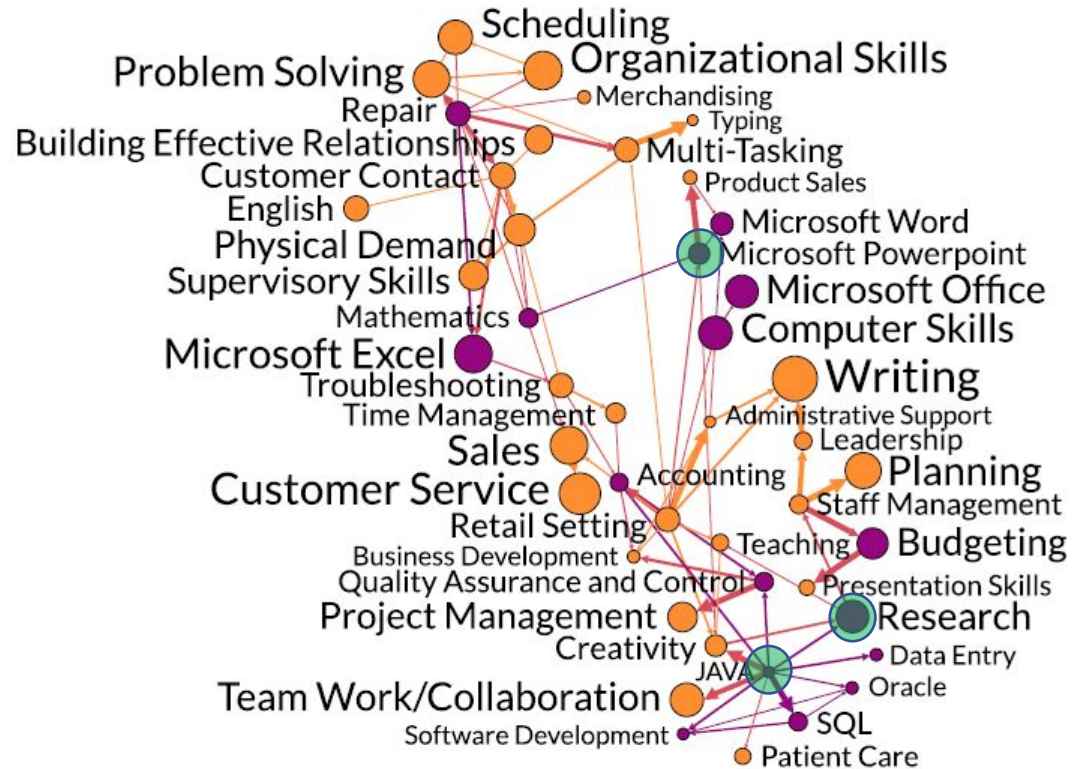 Scheduling
Organizational Skills
Problem Solving
Merchandising
Repair
Typing
Building Effective Relationships
Multi-Tasking
Customer Contact
Product Sales
English
Microsoft Word
Physical Demand
Microsoft Powerpoint
Supervisory Skills
Microsoft Office
Mathematics
Computer Skills
Microsoft Excel
Writing
Troubleshooting
Time Management
Administrative Support
Leadership
Sales
Planning
Accounting
Customer Service
Staff Management
Retail Setting
Teaching
Budgeting
Business Development
Quality Assurance and Control
Presentation Skills
Project Management
Research
Creativity
Data Entry
JAVA
Oracle
Team Work/Collaboration
SQL
Software Development
Patient Care